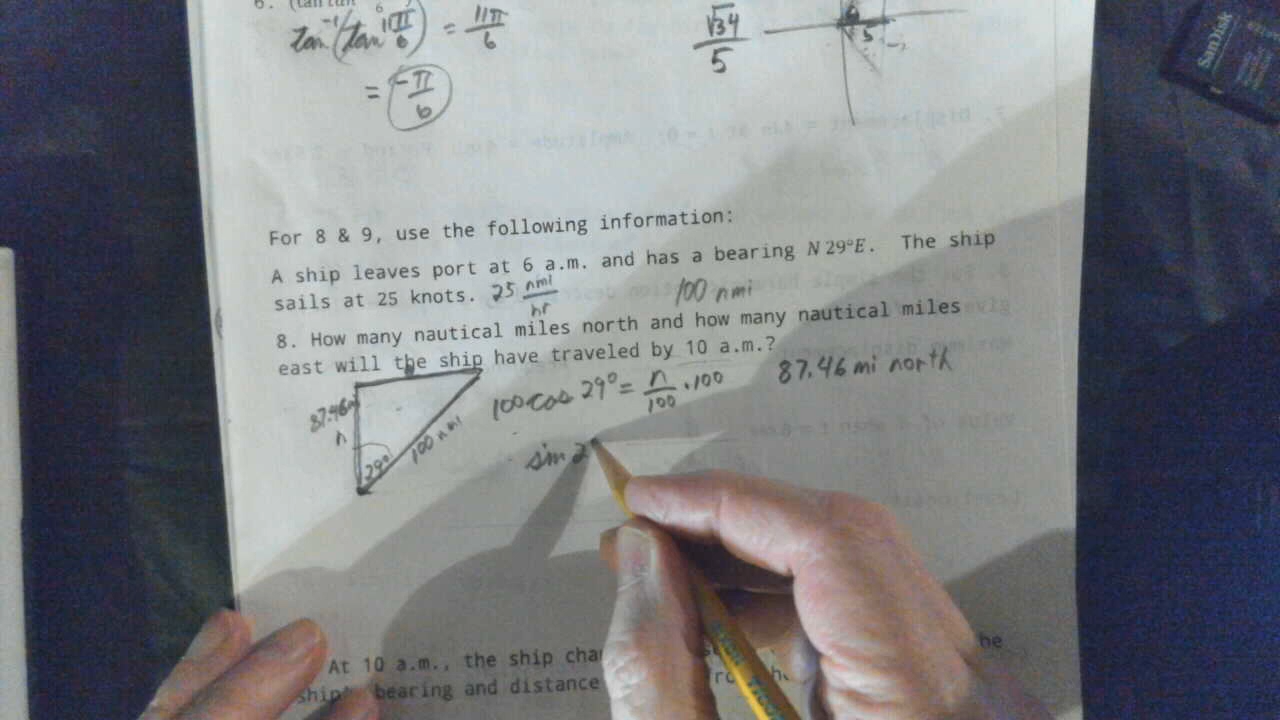 6. (tan
tan⁻¹(tan 11π/6) = 11π/6
= -π/6
√34/5
5
SanDisk
For 8 & 9, use the following information:
A ship leaves port at 6 a.m. and has a bearing N 29°E. The ship
sails at 25 knots. 25 nmi/hr 100 nmi
8. How many nautical miles north and how many nautical miles
east will the ship have traveled by 10 a.m.?
87.46 mi north
100 cos 29° = n/100 · 100
87.46
n
29°
100 nmi
sin 2
At 10 a.m., the ship
bearing and distance